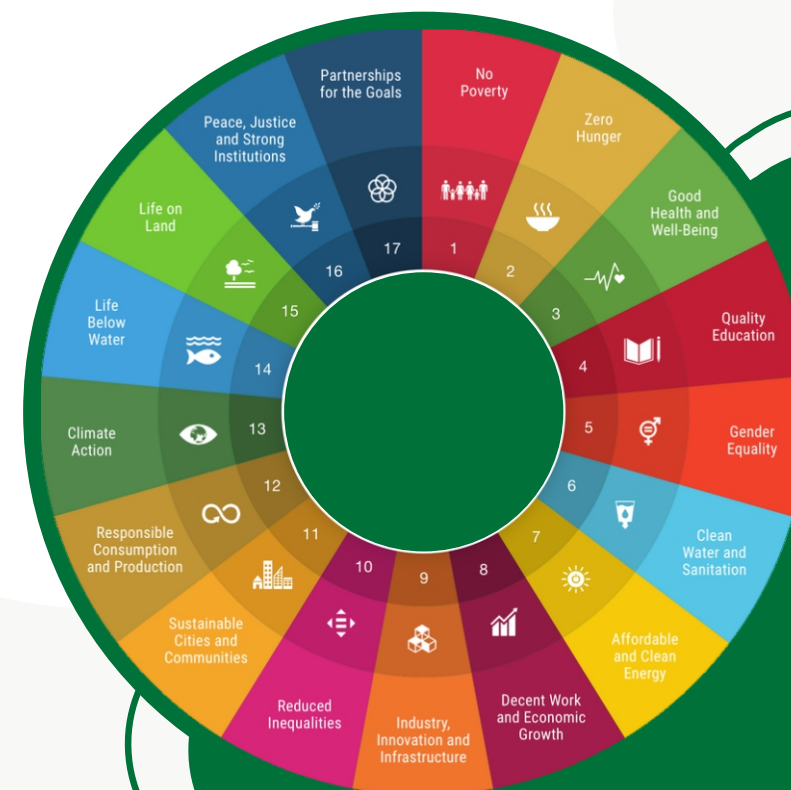 No
Poverty
1
Zero
Hunger
2
Good
Health and
Well-Being
3
Quality
Education
4
Gender
Equality
5
Clean
Water and
Sanitation
6
Affordable
and Clean
Energy
7
Decent Work
and Economic
Growth
8
Industry,
Innovation and
Infrastructure
9
Reduced
Inequalities
10
Sustainable
Cities and
Communities
11
Responsible
Consumption
and Production
12
Climate
Action
13
Life
Below
Water
14
Life on
Land
15
Peace, Justice
and Strong
Institutions
16
Partnerships
for the Goals
17